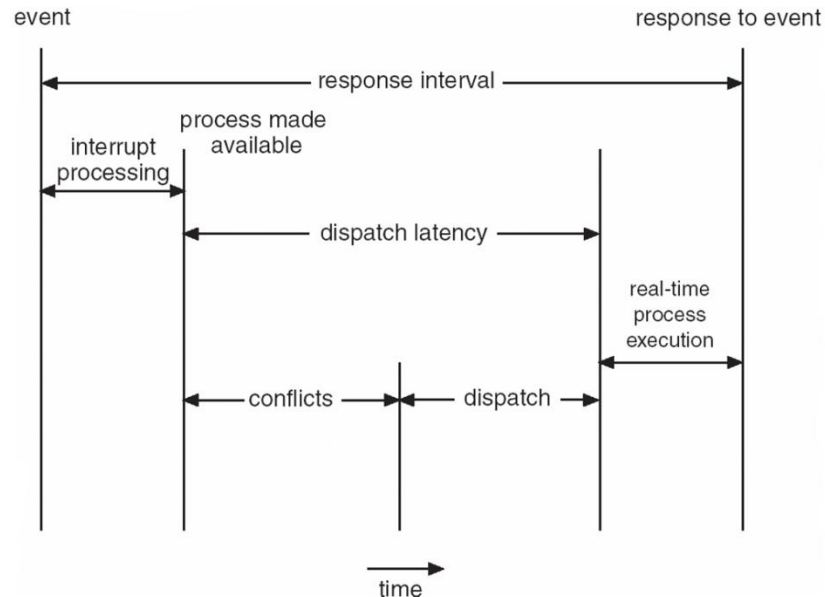 event
response to event
response interval
process made
available
interrupt
processing
dispatch latency
real-time
process
execution
conflicts
dispatch
time